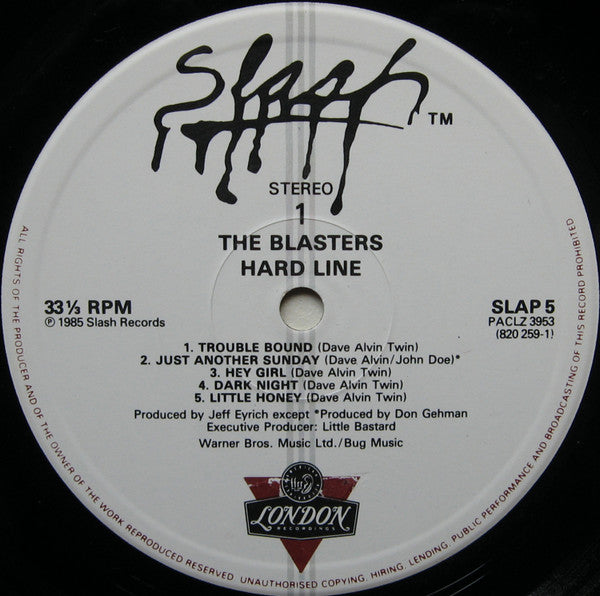 Slash ™
STEREO
1
THE BLASTERS
HARD LINE
33 ⅓ RPM
℗ 1985 Slash Records
SLAP 5
PACLZ 3953
(820 259-1)
1. TROUBLE BOUND (Dave Alvin Twin)
2. JUST ANOTHER SUNDAY (Dave Alvin/John Doe)*
3. HEY GIRL (Dave Alvin Twin)
4. DARK NIGHT (Dave Alvin Twin)
5. LITTLE HONEY (Dave Alvin Twin)
Produced by Jeff Eyrich except *Produced by Don Gehman
Executive Producer: Little Bastard
Warner Bros. Music Ltd./Bug Music
LONDON
RECORDINGS
ALL RIGHTS OF THE PRODUCER AND OF THE OWNER OF THE WORK REPRODUCED RESERVED. UNAUTHORISED COPYING, HIRING, LENDING, PUBLIC PERFORMANCE AND BROADCASTING OF THIS RECORD PROHIBITED